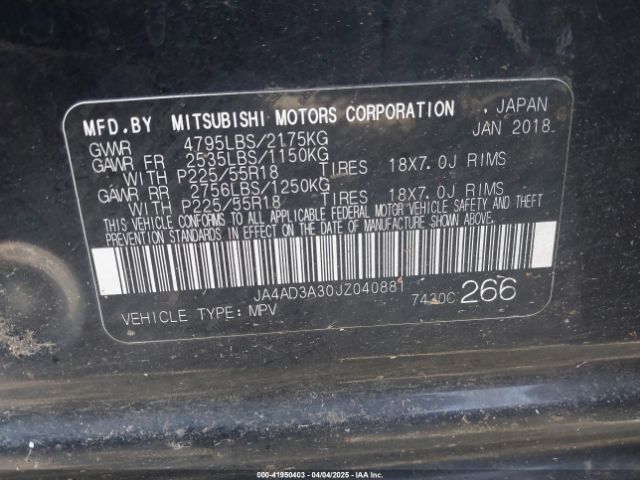 MFD.BY MITSUBISHI MOTORS CORPORATION , JAPAN
GVWR 4795LBS/2175KG JAN 2018
GAWR FR 2535LBS/1150KG
WITH P225/55R18 TIRES 18X7.0J RIMS
GAWR RR 2756LBS/1250KG
WITH P225/55R18 TIRES 18X7.0J RIMS
THIS VEHICLE CONFORMS TO ALL APPLICABLE FEDERAL MOTOR VEHICLE SAFETY AND THEFT
PREVENTION STANDARDS IN EFFECT ON THE DATE OF MANUFACTURE SHOWN ABOVE.
JA4AD3A30JZ040881
VEHICLE TYPE: MPV 7430C 266
00-41950403 - 04/04/2025 - IAA Inc.